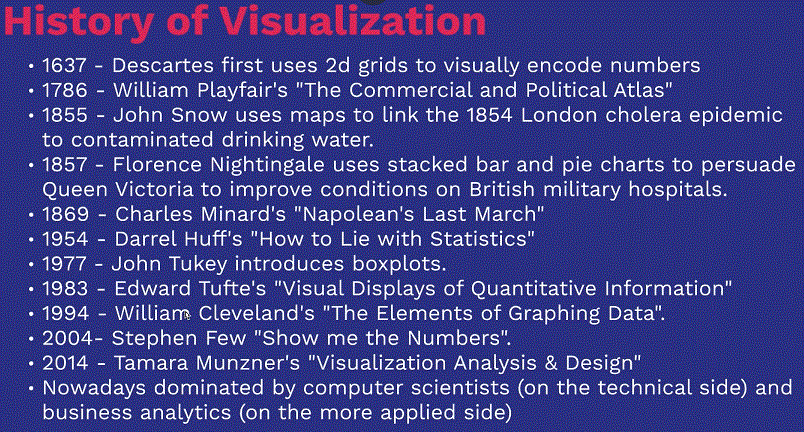 History of Visualization
• 1637 - Descartes first uses 2d grids to visually encode numbers
• 1786 - William Playfair's "The Commercial and Political Atlas"
• 1855 - John Snow uses maps to link the 1854 London cholera epidemic
to contaminated drinking water.
• 1857 - Florence Nightingale uses stacked bar and pie charts to persuade
Queen Victoria to improve conditions on British military hospitals.
• 1869 - Charles Minard's "Napolean's Last March"
• 1954 - Darrel Huff's "How to Lie with Statistics"
• 1977 - John Tukey introduces boxplots.
• 1983 - Edward Tufte's "Visual Displays of Quantitative Information"
• 1994 - William Cleveland's "The Elements of Graphing Data".
• 2004- Stephen Few "Show me the Numbers".
• 2014 - Tamara Munzner's "Visualization Analysis & Design"
• Nowadays dominated by computer scientists (on the technical side) and
business analytics (on the more applied side)